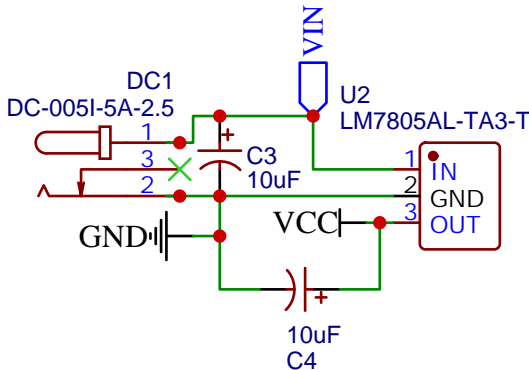 VIN
DC1
DC-005I-5A-2.5
U2
LM7805AL-TA3-T
1
3
2
C3
10uF
1
IN
2
GND
3
OUT
GND
VCC
10uF
C4